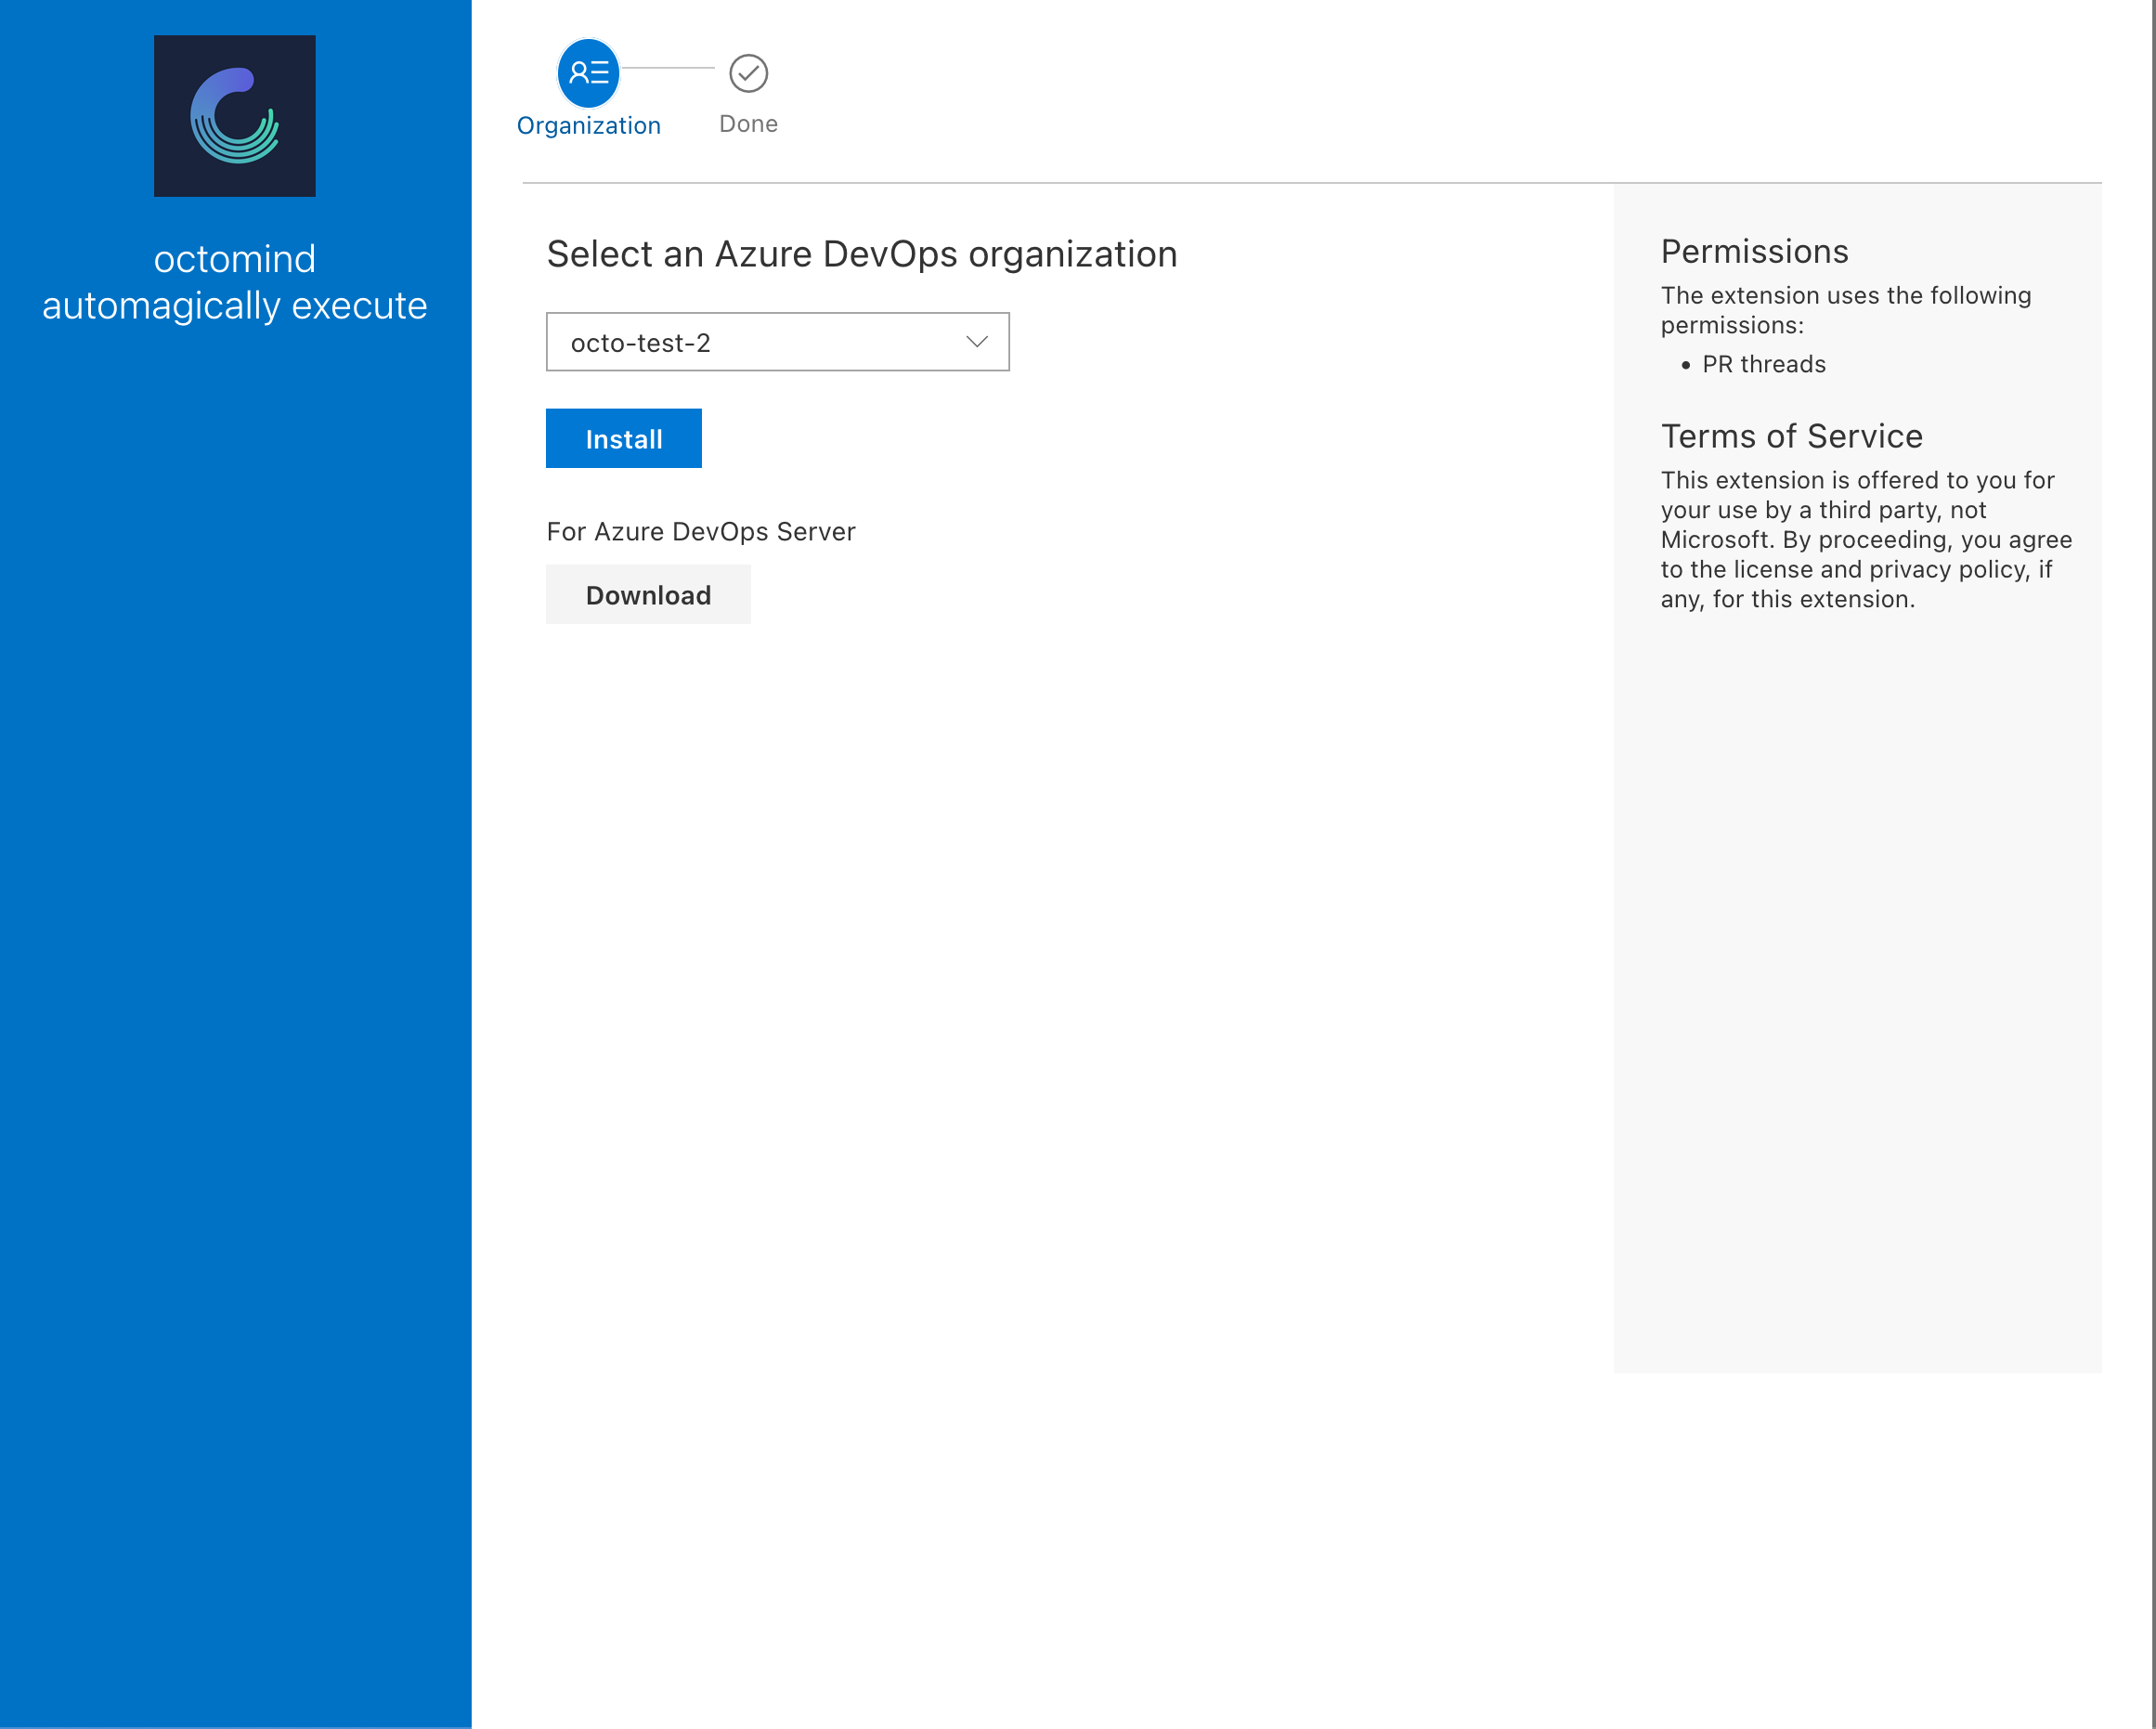 octomind
automagically execute
Organization
Done
Select an Azure DevOps organization
octo-test-2
Install
For Azure DevOps Server
Download
Permissions
The extension uses the following
permissions:
• PR threads
Terms of Service
This extension is offered to you for
your use by a third party, not
Microsoft. By proceeding, you agree
to the license and privacy policy, if
any, for this extension.